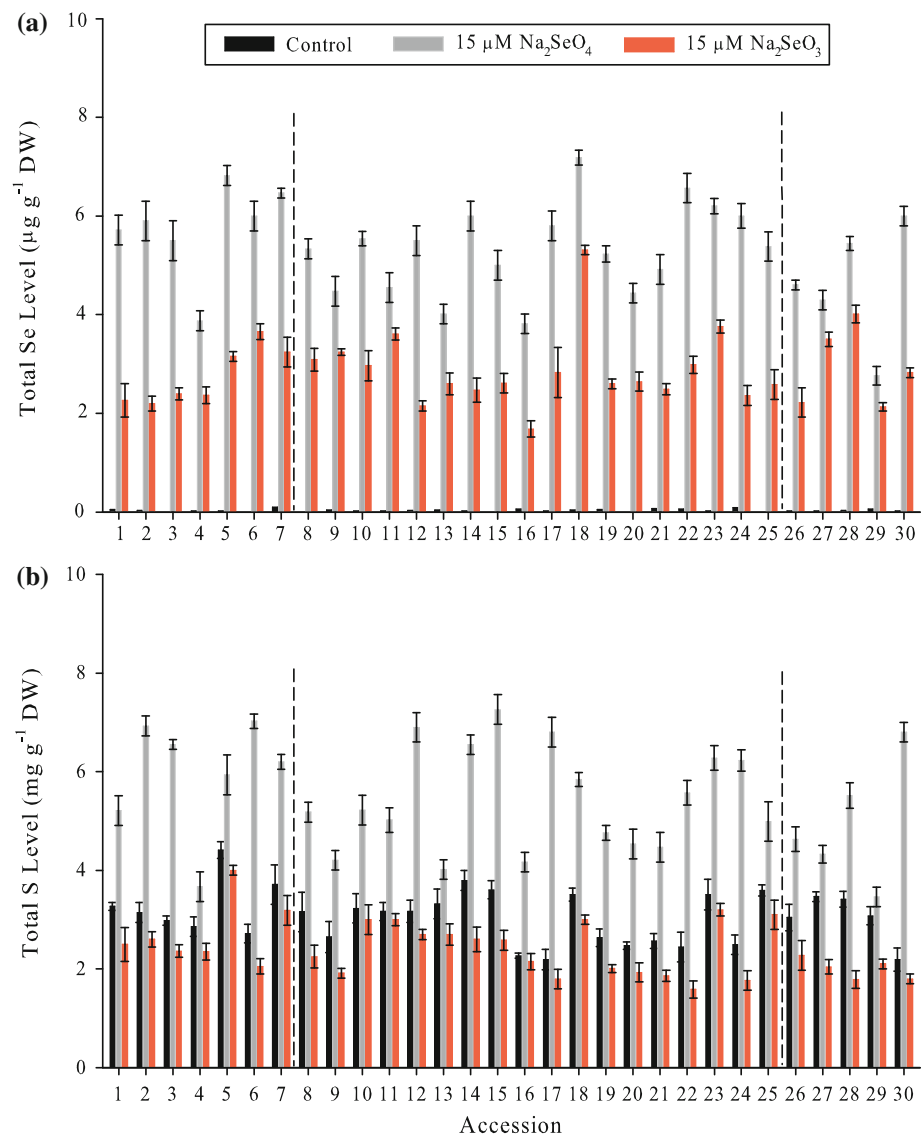 (a)
Control 15 µM Na₂SeO₄ 15 µM Na₂SeO₃
Total Se Level (µg g⁻¹ DW)
10
8
6
4
2
0
1 2 3 4 5 6 7 8 9 10 11 12 13 14 15 16 17 18 19 20 21 22 23 24 25 26 27 28 29 30
(b)
Total S Level (mg g⁻¹ DW)
10
8
6
4
2
0
1 2 3 4 5 6 7 8 9 10 11 12 13 14 15 16 17 18 19 20 21 22 23 24 25 26 27 28 29 30
Accession